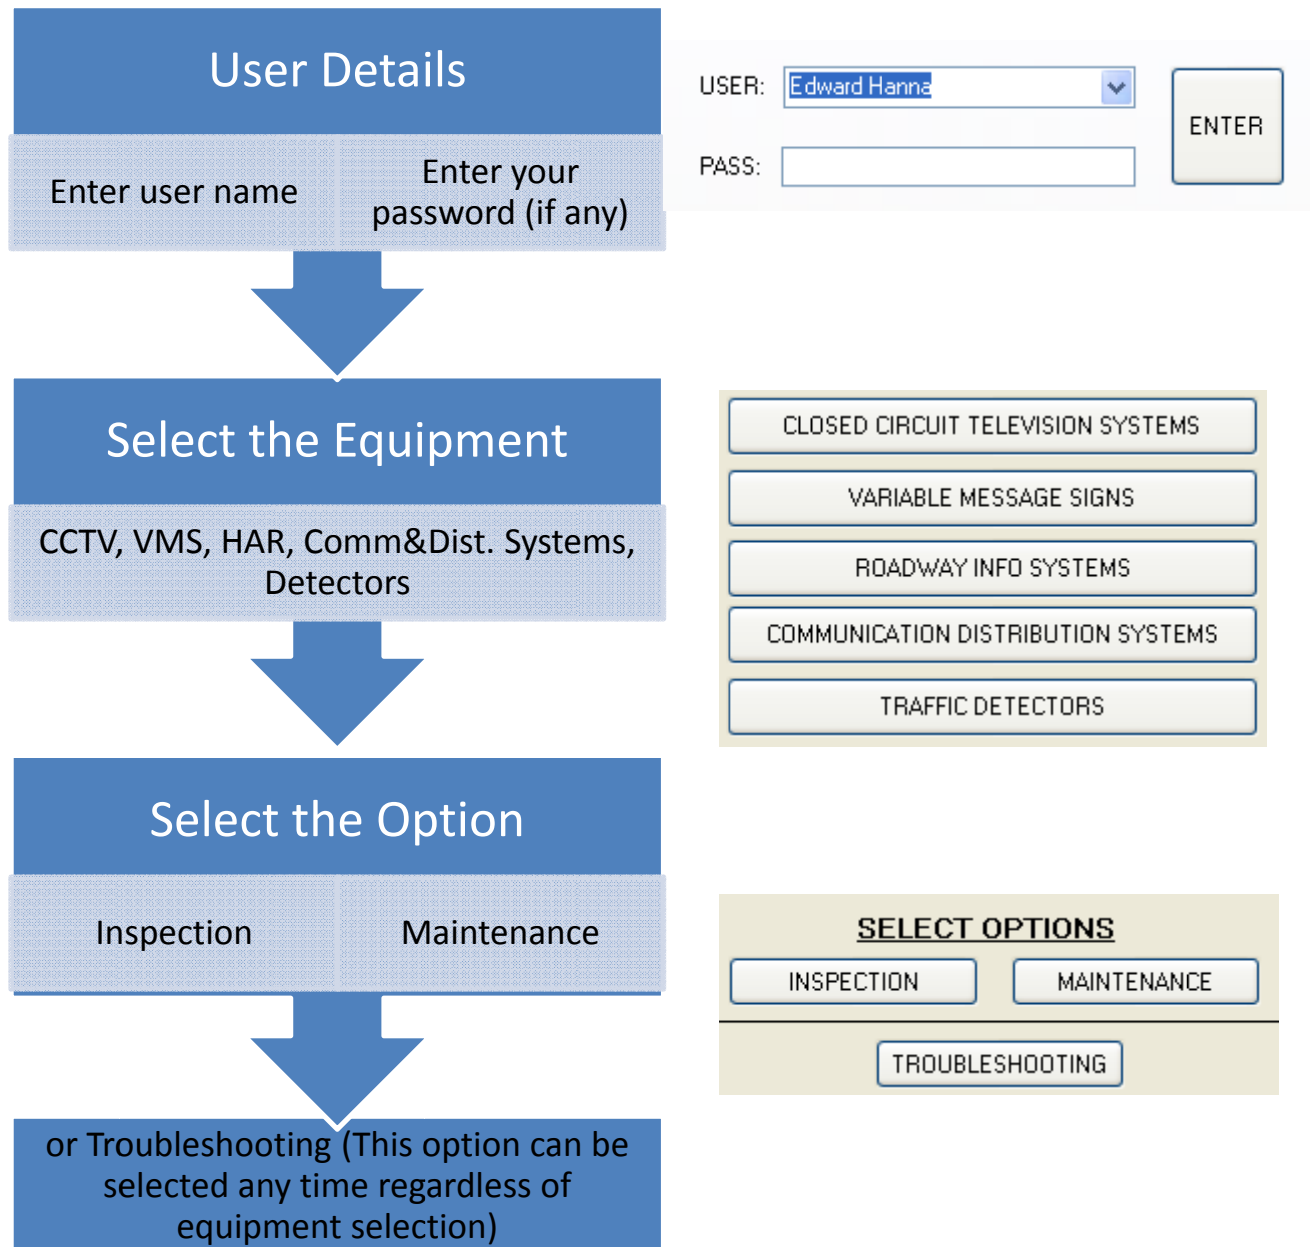 User Details
Enter user name
Enter your
password (if any)
USER:
Edward Hanna
ENTER
PASS:
Select the Equipment
CCTV, VMS, HAR, Comm&Dist. Systems,
Detectors
CLOSED CIRCUIT TELEVISION SYSTEMS
VARIABLE MESSAGE SIGNS
ROADWAY INFO SYSTEMS
COMMUNICATION DISTRIBUTION SYSTEMS
TRAFFIC DETECTORS
Select the Option
Inspection
Maintenance
SELECT OPTIONS
INSPECTION
MAINTENANCE
TROUBLESHOOTING
or Troubleshooting (This option can be
selected any time regardless of
equipment selection)